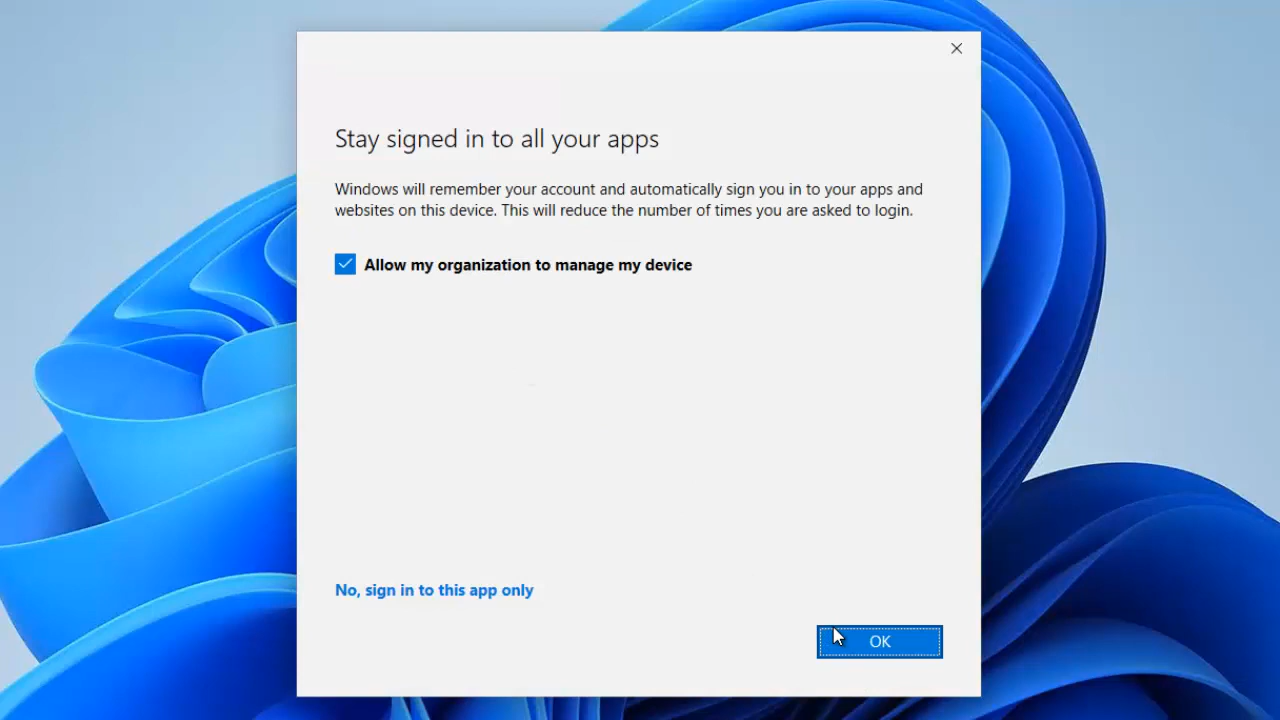 Stay signed in to all your apps
Windows will remember your account and automatically sign you in to your apps and
websites on this device. This will reduce the number of times you are asked to login.
Allow my organization to manage my device
No, sign in to this app only
OK